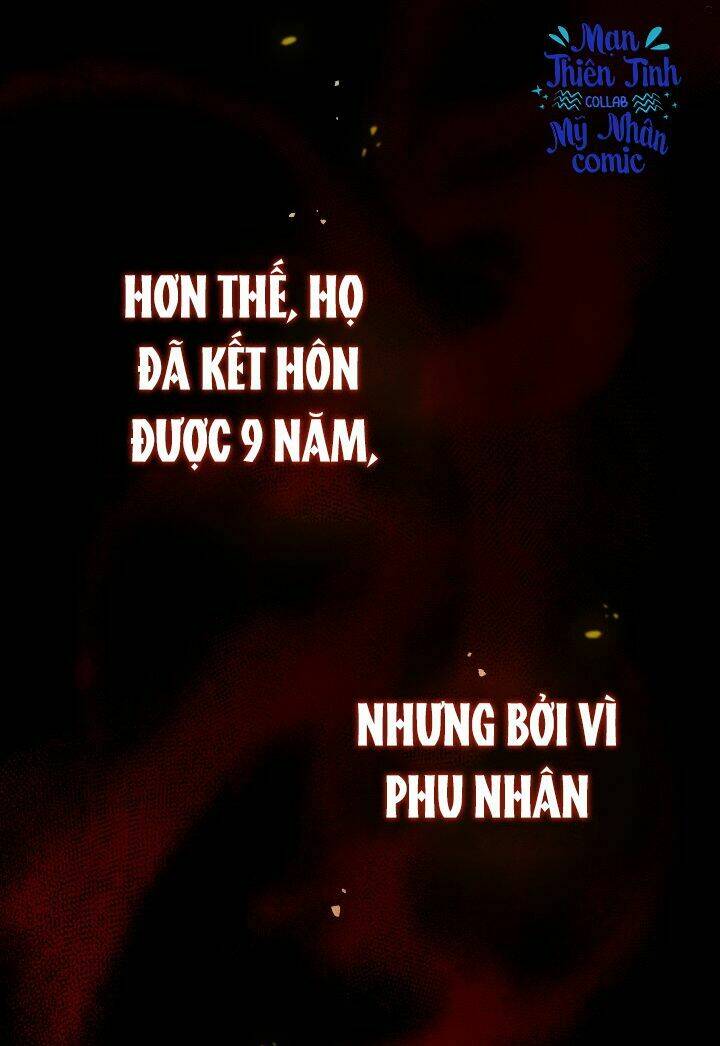 Mạn
Thiên Tinh
COLLAB
Mỹ Nhân
comic
HƠN THẾ, HỌ
ĐÃ KẾT HÔN
ĐƯỢC 9 NĂM,
NHƯNG BỞI VÌ
PHU NHÂN